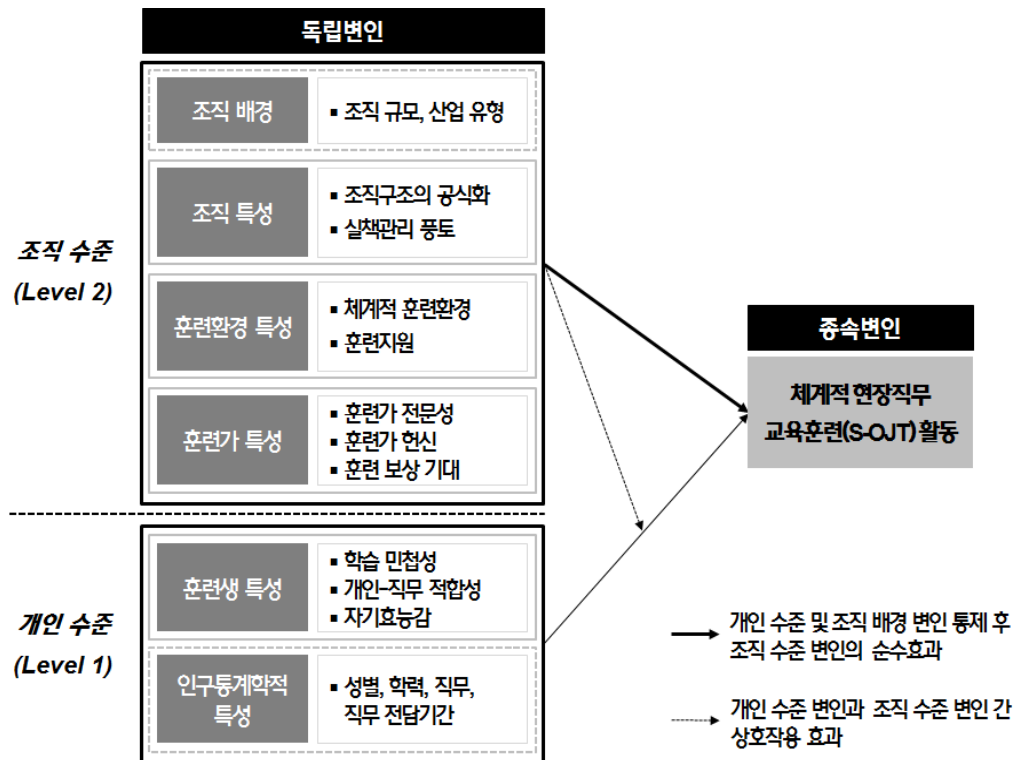 독립변인
조직 배경
▪ 조직 규모, 산업 유형
조직 특성
▪ 조직구조의 공식화
▪ 실책관리 풍토
조직 수준
(Level 2)
훈련환경 특성
▪ 체계적 훈련환경
▪ 훈련지원
훈련가 특성
▪ 훈련가 전문성
▪ 훈련가 헌신
▪ 훈련 보상 기대
종속변인
체계적 현장직무
교육훈련(S-OJT) 활동
개인 수준
(Level 1)
훈련생 특성
▪ 학습 민첩성
▪ 개인-직무 적합성
▪ 자기효능감
인구통계학적
특성
▪ 성별, 학력, 직무,
직무 전담기간
개인 수준 및 조직 배경 변인 통제 후
조직 수준 변인의 순수효과
개인 수준 변인과 조직 수준 변인 간
상호작용 효과